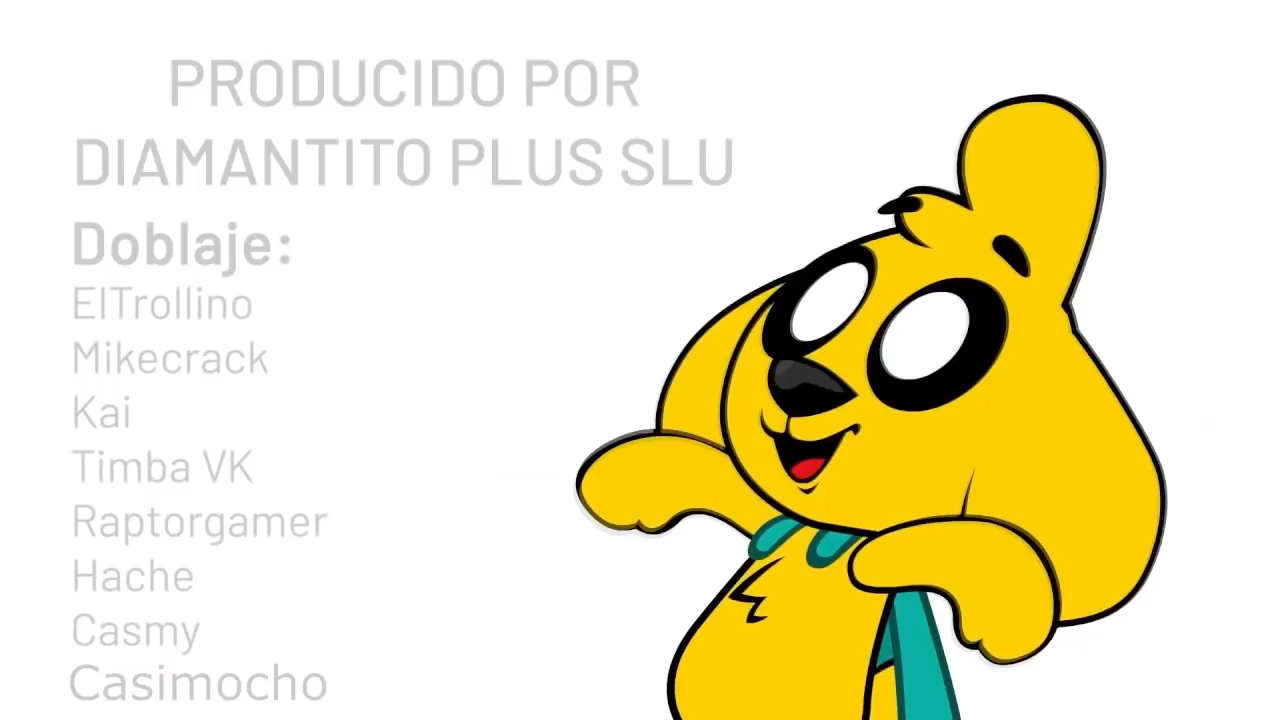 PRODUCIDO POR
DIAMANTITO PLUS SLU
Doblaje:
ElTrollino
Mikecrack
Kai
Timba VK
Raptorgamer
Hache
Casmy
Casimocho